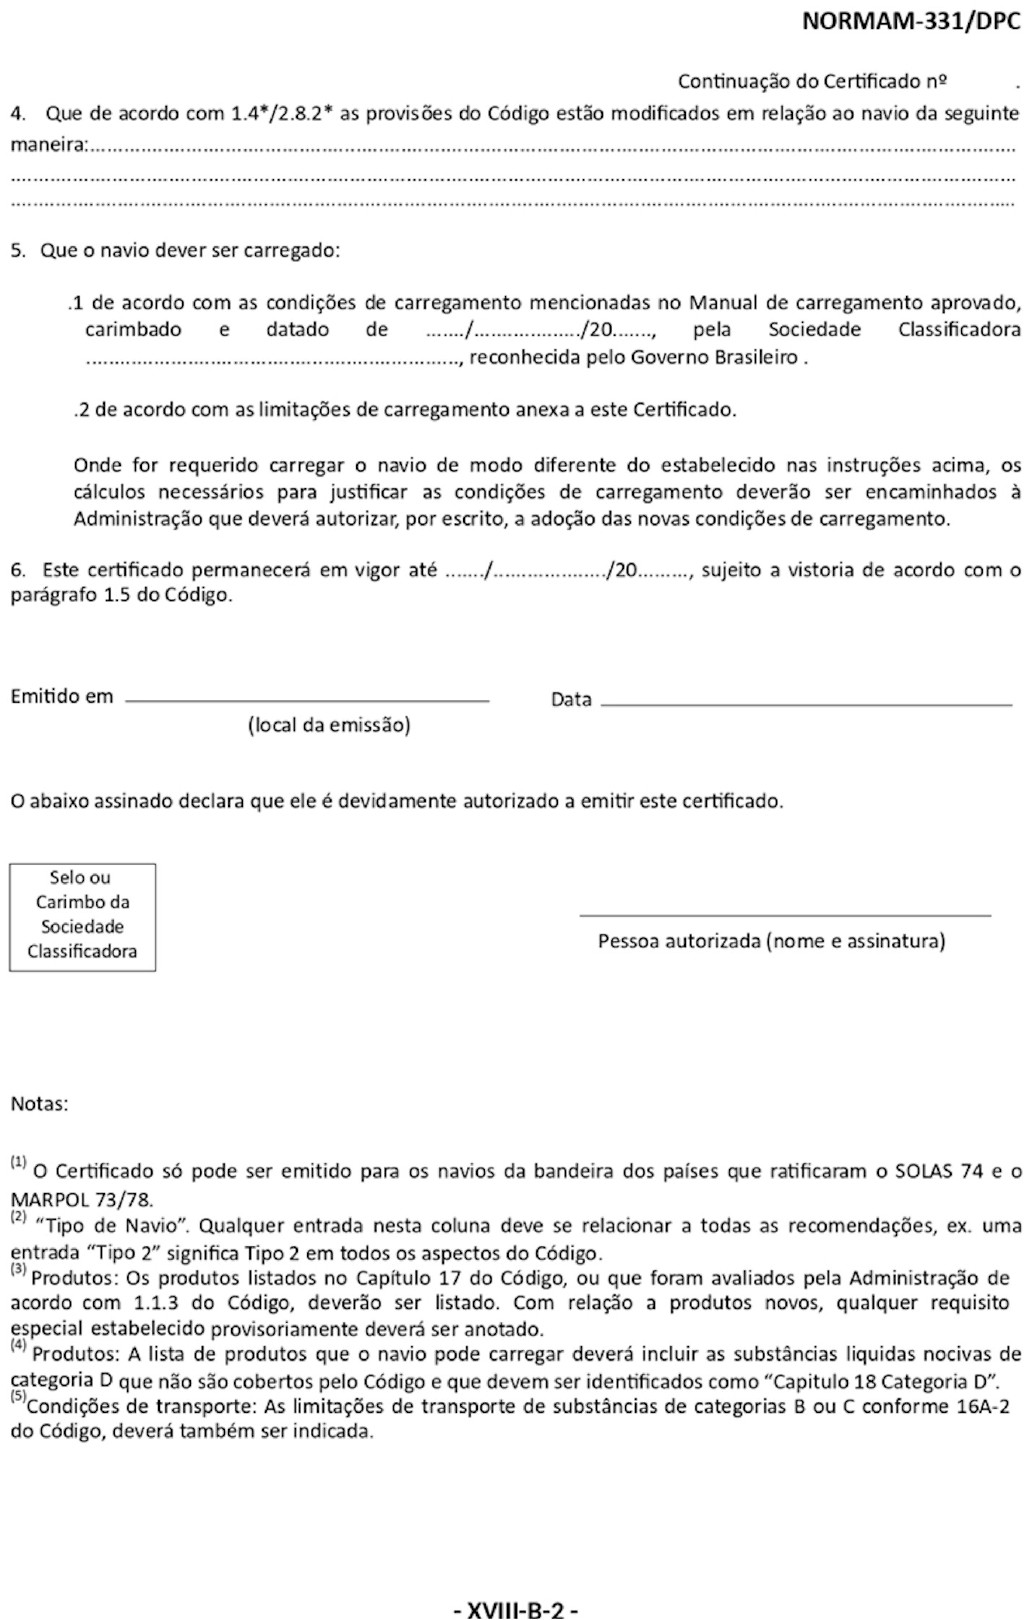 NORMAM-331/DPC
Continuação do Certificado nº .
4. Que de acordo com 1.4*/2.8.2* as provisões do Código estão modificados em relação ao navio da seguinte
maneira:................................................................................
................................................................................
................................................................................
5. Que o navio dever ser carregado:
.1 de acordo com as condições de carregamento mencionadas no Manual de carregamento aprovado,
carimbado e datado de ......./.................../20......., pela Sociedade Classificadora
.................................................................., reconhecida pelo Governo Brasileiro .
.2 de acordo com as limitações de carregamento anexa a este Certificado.
Onde for requerido carregar o navio de modo diferente do estabelecido nas instruções acima, os
cálculos necessários para justificar as condições de carregamento deverão ser encaminhados à
Administração que deverá autorizar, por escrito, a adoção das novas condições de carregamento.
6. Este certificado permanecerá em vigor até ......./..................../20........., sujeito a vistoria de acordo com o
parágrafo 1.5 do Código.
Emitido em ____________________ Data ____________________
(local da emissão)
O abaixo assinado declara que ele é devidamente autorizado a emitir este certificado.
Selo ou
Carimbo da
Sociedade
Classificadora
Pessoa autorizada (nome e assinatura)
Notas:
(1) O Certificado só pode ser emitido para os navios da bandeira dos países que ratificaram o SOLAS 74 e o
MARPOL 73/78.
(2) “Tipo de Navio”. Qualquer entrada nesta coluna deve se relacionar a todas as recomendações, ex. uma
entrada “Tipo 2” significa Tipo 2 em todos os aspectos do Código.
(3) Produtos: Os produtos listados no Capítulo 17 do Código, ou que foram avaliados pela Administração de
acordo com 1.1.3 do Código, deverão ser listado. Com relação a produtos novos, qualquer requisito
especial estabelecido provisoriamente deverá ser anotado.
(4) Produtos: A lista de produtos que o navio pode carregar deverá incluir as substâncias liquidas nocivas de
categoria D que não são cobertos pelo Código e que devem ser identificados como “Capitulo 18 Categoria D”.
(5)Condições de transporte: As limitações de transporte de substâncias de categorias B ou C conforme 16A-2
do Código, deverá também ser indicada.
- XVIII-B-2 -